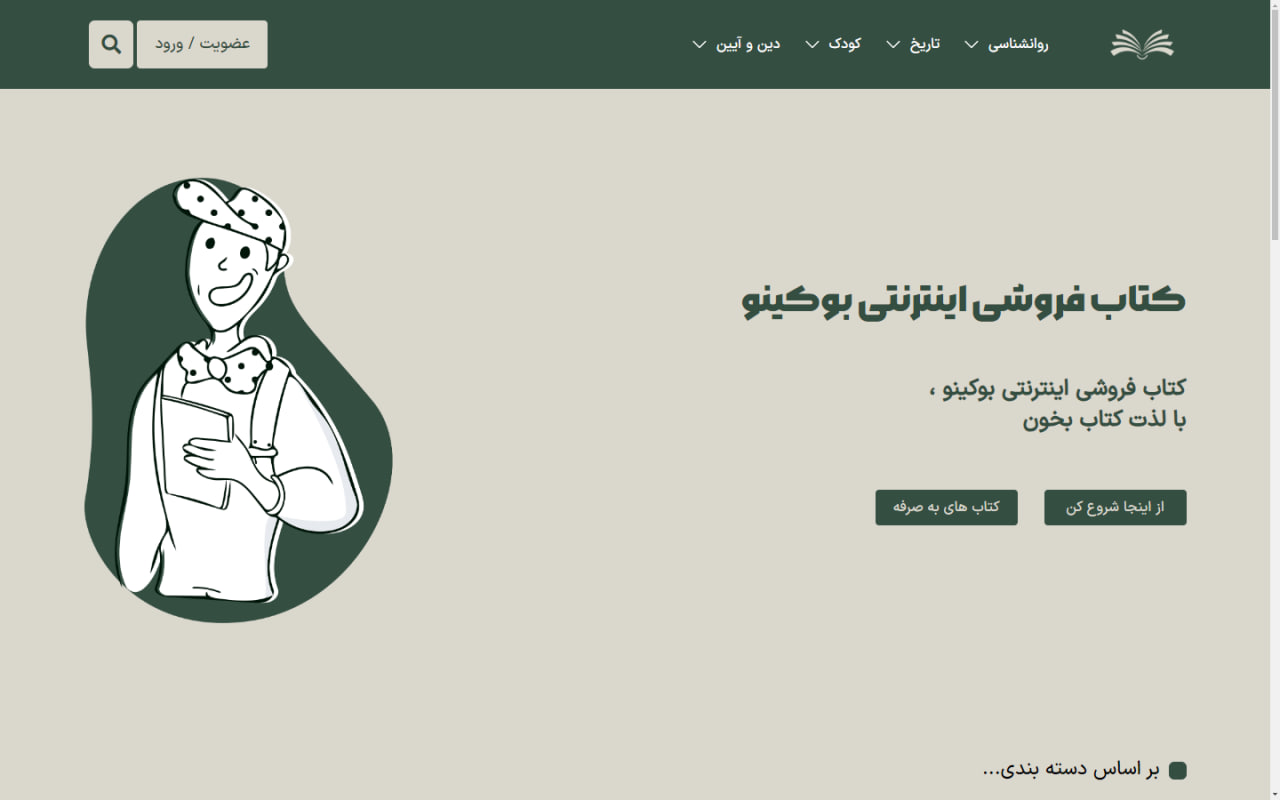 روانشناسی
تاریخ
کودک
دین و آیین
عضویت / ورود
کتاب فروشی اینترنتی بوکینو
کتاب فروشی اینترنتی بوکینو ،
با لذت کتاب بخون
از اینجا شروع کن
کتاب های به صرفه
بر اساس دسته بندی...